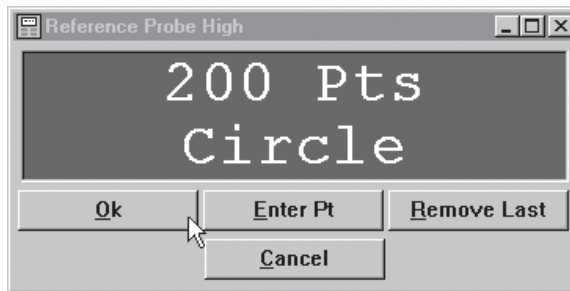 Reference Probe High
200 Pts
Circle
Ok Enter Pt Remove Last
Cancel